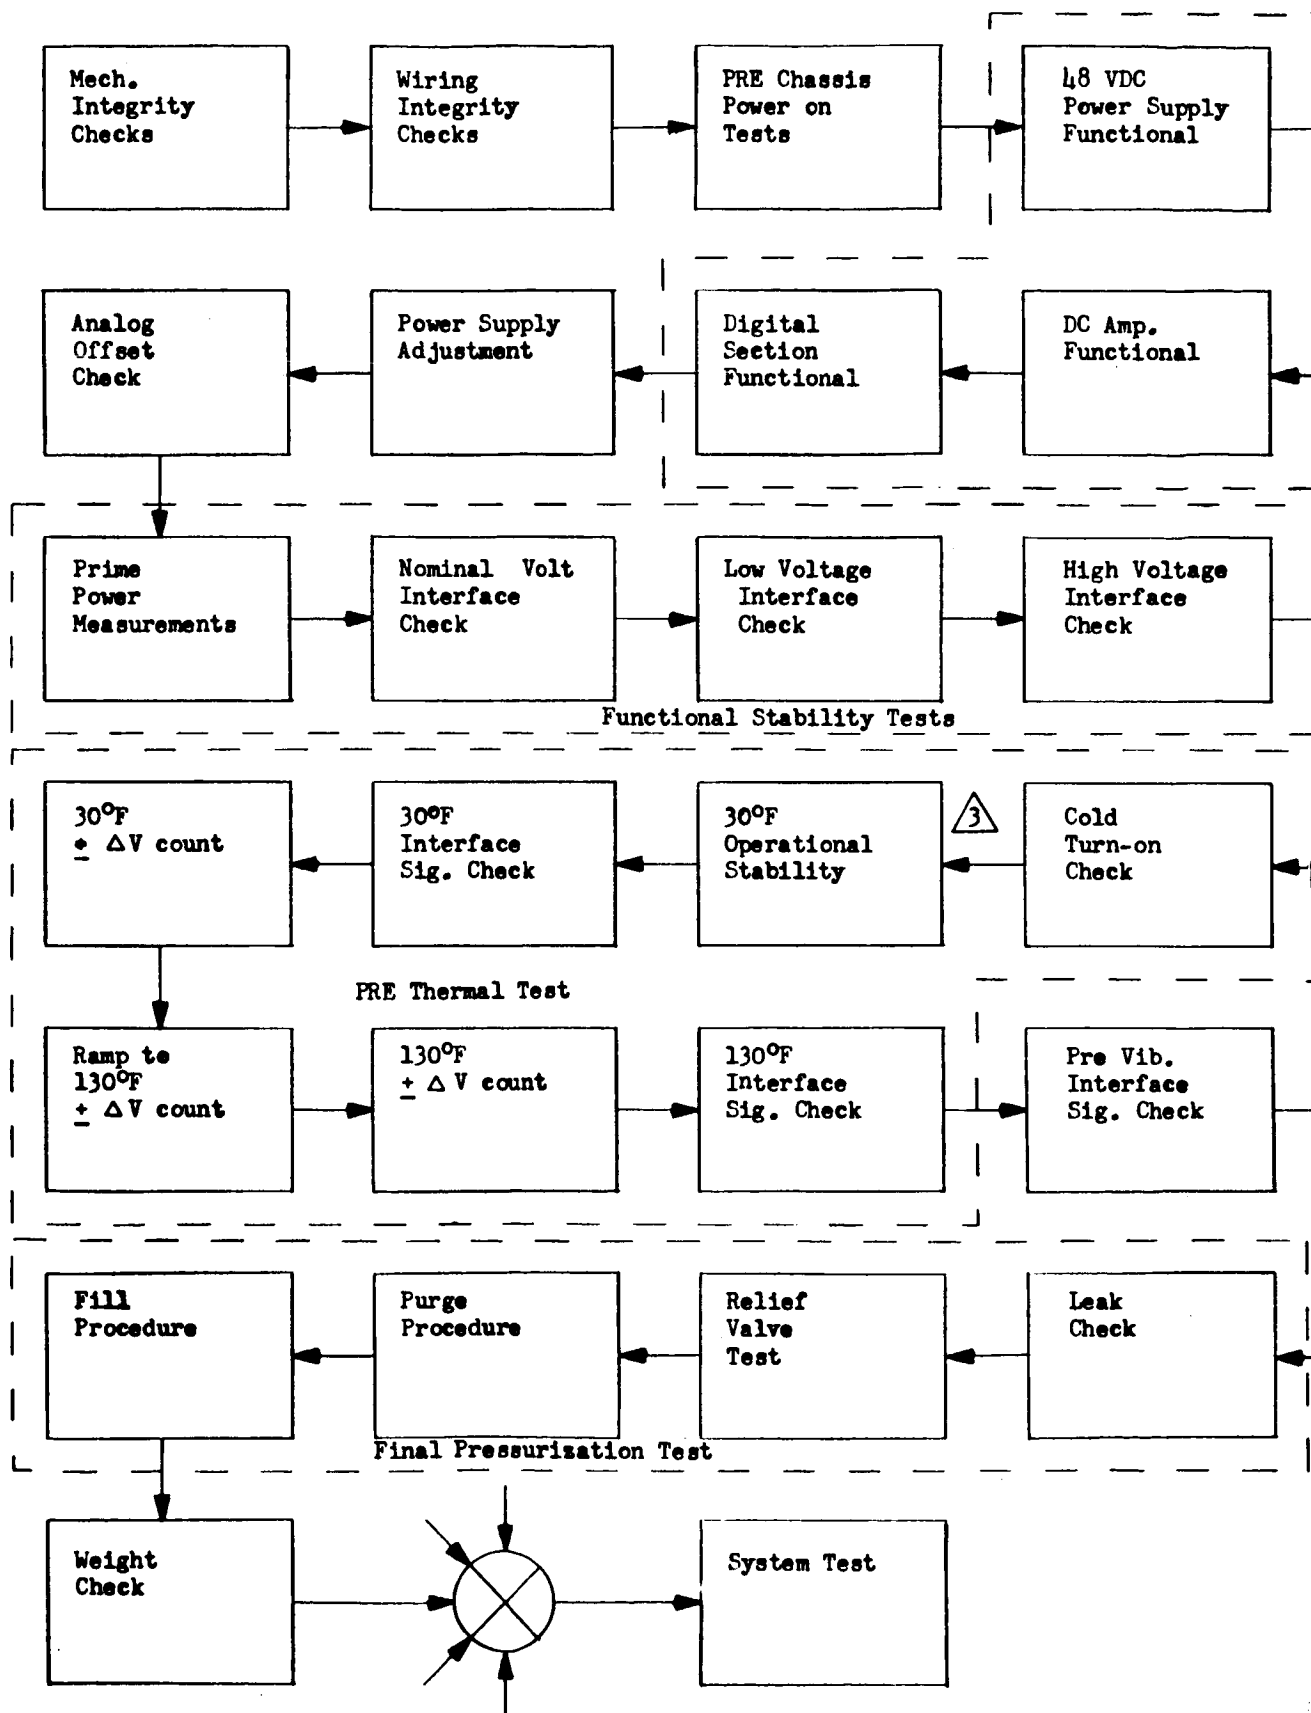 Mech.
Integrity
Checks
Wiring
Integrity
Checks
PRE Chassis
Power on
Tests
48 VDC
Power Supply
Functional
Analog
Offset
Check
Power Supply
Adjustment
Digital
Section
Functional
DC Amp.
Functional
Prime
Power
Measurements
Nominal Volt
Interface
Check
Low Voltage
Interface
Check
High Voltage
Interface
Check
Functional Stability Tests
30°F
± ΔV count
30°F
Interface
Sig. Check
30°F
Operational
Stability
3
Cold
Turn-on
Check
PRE Thermal Test
Ramp to
130°F
± ΔV count
130°F
± ΔV count
130°F
Interface
Sig. Check
Pre Vib.
Interface
Sig. Check
Fill
Procedure
Purge
Procedure
Relief
Valve
Test
Leak
Check
Final Pressurization Test
Weight
Check
System Test